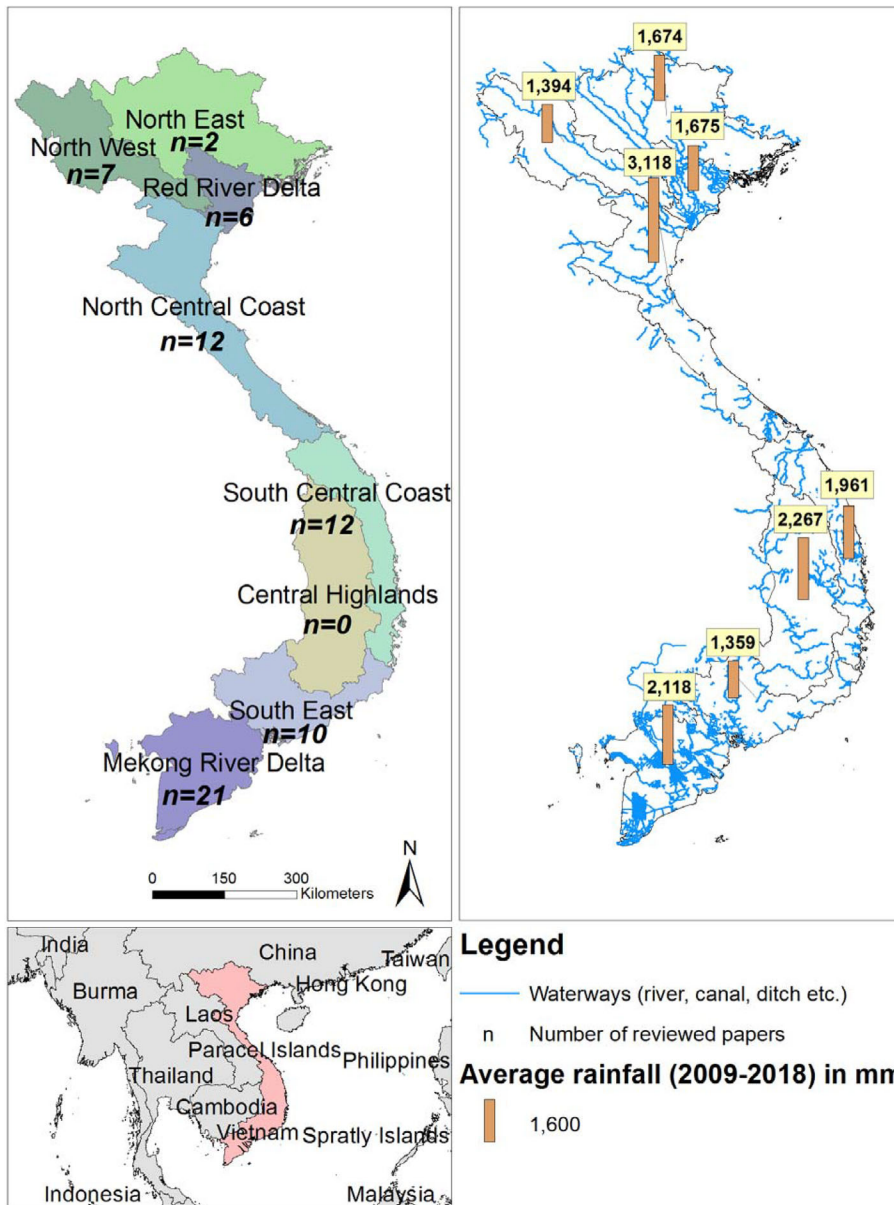 North East
n=2
North West
n=7
Red River Delta
n=6
North Central Coast
n=12
South Central Coast
n=12
Central Highlands
n=0
South East
n=10
Mekong River Delta
n=21
N
0 150 300
Kilometers
1,674
1,394
1,675
3,118
1,961
2,267
1,359
2,118
India
China
Taiwan
Burma
Hong Kong
Laos
Paracel Islands
Philippines
Thailand
Cambodia
Vietnam
Spratly Islands
Indonesia
Malaysia
Legend
Waterways (river, canal, ditch etc.)
n Number of reviewed papers
Average rainfall (2009-2018) in mm
1,600